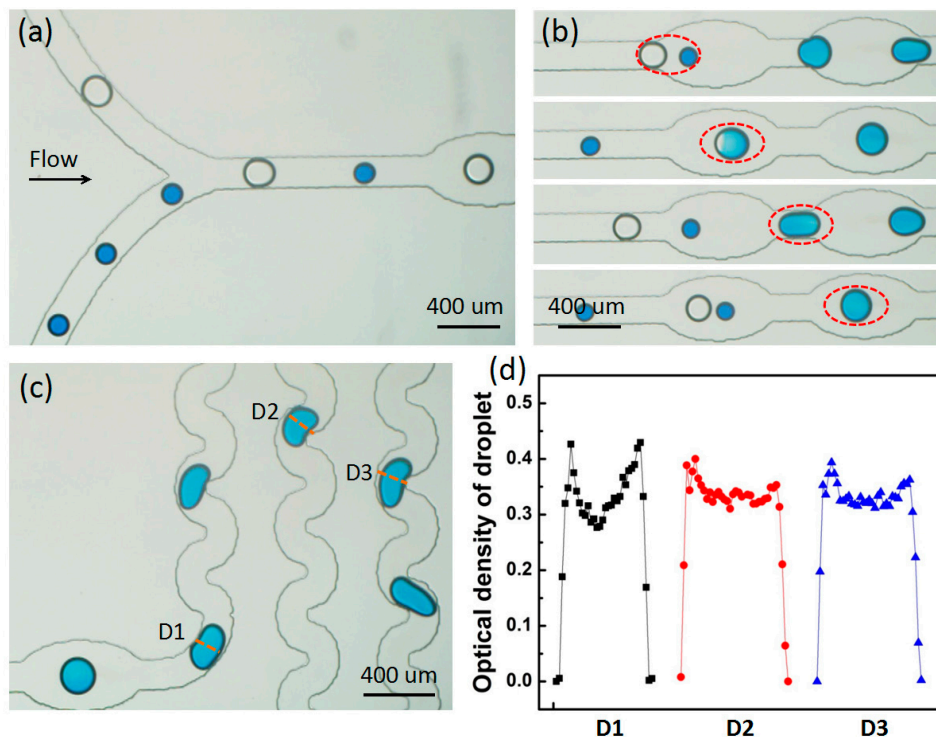 (a)
Flow
400 um
(b)
400 um
(c)
D1
D2
D3
400 um
(d)
Optical density of droplet
0.5
0.4
0.3
0.2
0.1
0.0
D1 D2 D3